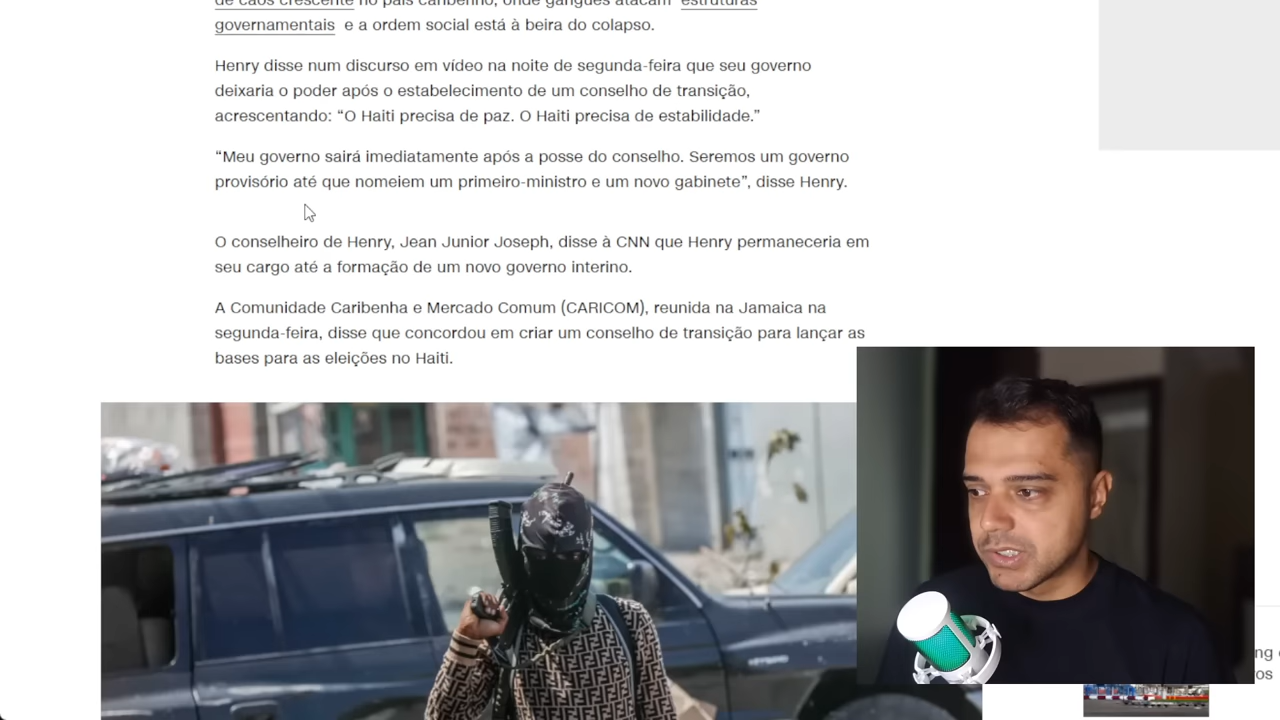 de caos crescente no país caribenho, onde gangues atacam estruturas
governamentais e a ordem social está à beira do colapso.
Henry disse num discurso em vídeo na noite de segunda-feira que seu governo
deixaria o poder após o estabelecimento de um conselho de transição,
acrescentando: “O Haiti precisa de paz. O Haiti precisa de estabilidade.”
“Meu governo sairá imediatamente após a posse do conselho. Seremos um governo
provisório até que nomeiem um primeiro-ministro e um novo gabinete”, disse Henry.
O conselheiro de Henry, Jean Junior Joseph, disse à CNN que Henry permaneceria em
seu cargo até a formação de um novo governo interino.
A Comunidade Caribenha e Mercado Comum (CARICOM), reunida na Jamaica na
segunda-feira, disse que concordou em criar um conselho de transição para lançar as
bases para as eleições no Haiti.